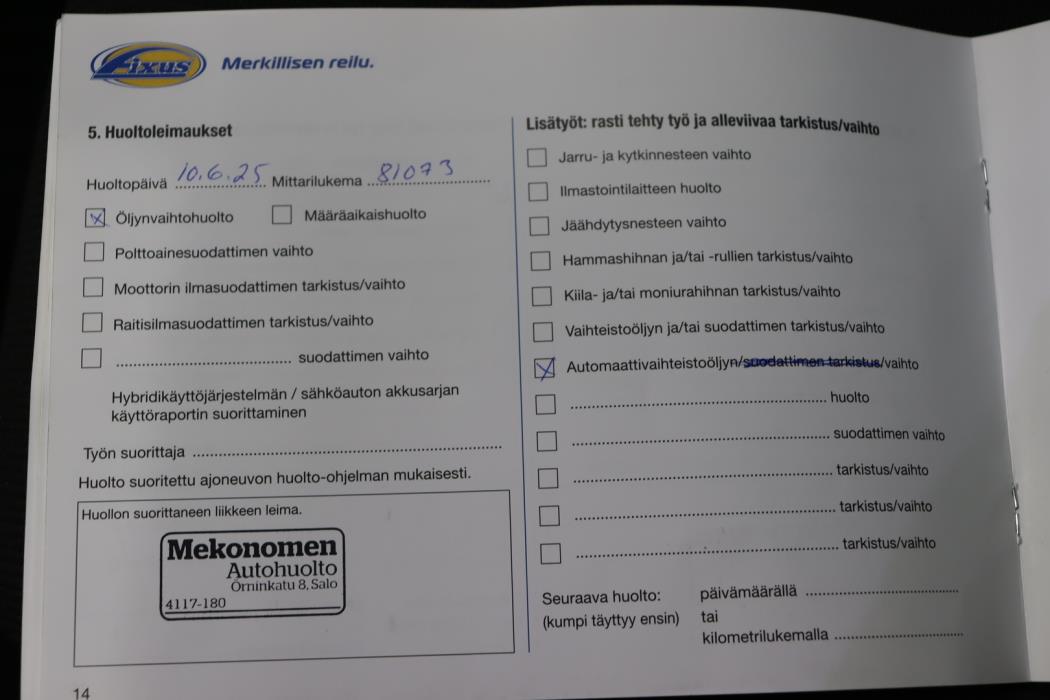 Fixus Merkillisen reilu.
5. Huoltoleimaukset
Huoltopäivä 10.6.25 Mittarilukema 81073
Öljynvaihtohuolto Määräaikaishuolto
Polttoainesuodattimen vaihto
Moottorin ilmasuodattimen tarkistus/vaihto
Raitisilmasuodattimen tarkistus/vaihto
.................................. suodattimen vaihto
Hybridikäyttöjärjestelmän / sähköauton akkusarjan
käyttöraportin suorittaminen
Työn suorittaja ............................................................
Huolto suoritettu ajoneuvon huolto-ohjelman mukaisesti.
Huollon suorittaneen liikkeen leima.
Mekonomen
Autohuolto
Örninkatu 8, Salo
4117-180
14
Lisätyöt: rasti tehty työ ja alleviivaa tarkistus/vaihto
Jarru- ja kytkinnesteen vaihto
Ilmastointilaitteen huolto
Jäähdytysnesteen vaihto
Hammashihnan ja/tai -rullien tarkistus/vaihto
Kiila- ja/tai moniurahihnan tarkistus/vaihto
Vaihteistoöljyn ja/tai suodattimen tarkistus/vaihto
Automaattivaihteistoöljyn/suodattimen tarkistus/vaihto
.................................................. huolto
.................................................. suodattimen vaihto
.................................................. tarkistus/vaihto
.................................................. tarkistus/vaihto
.................................................. tarkistus/vaihto
Seuraava huolto: päivämäärällä ..............................
(kumpi täyttyy ensin) tai
kilometrilukemalla .........................